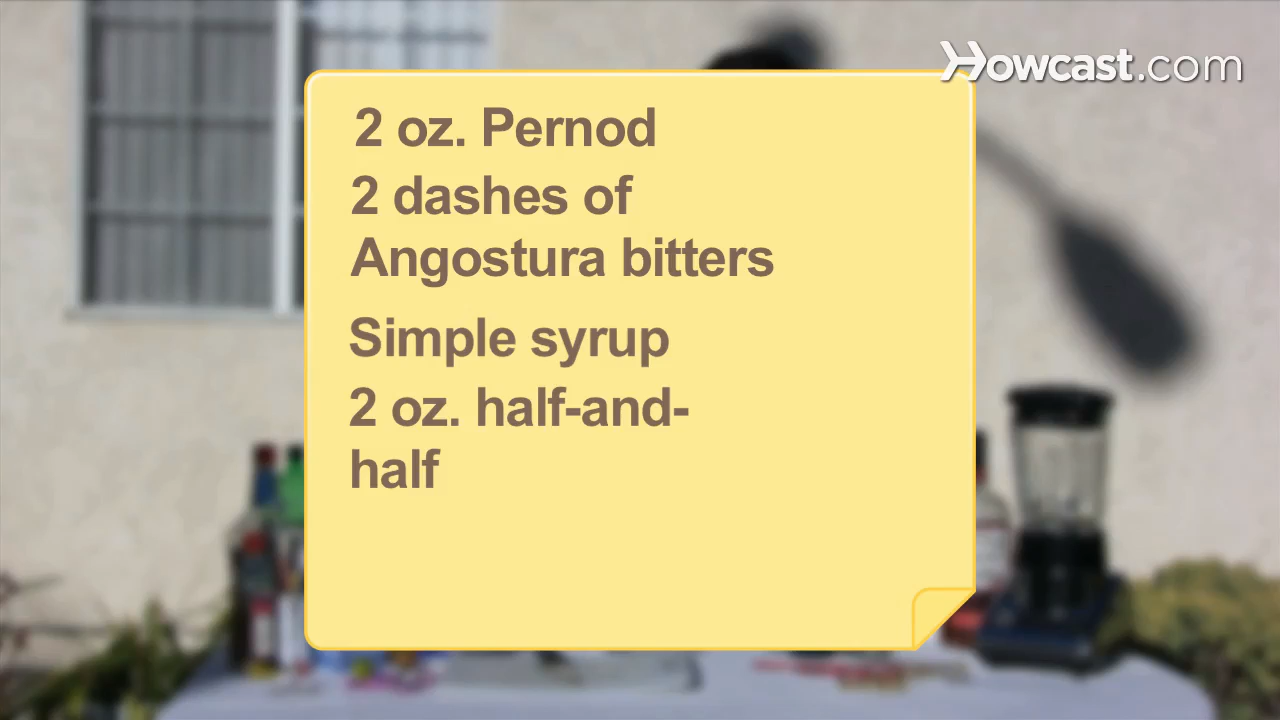 Howcast.com
2 oz. Pernod
2 dashes of
Angostura bitters
Simple syrup
2 oz. half-and-
half